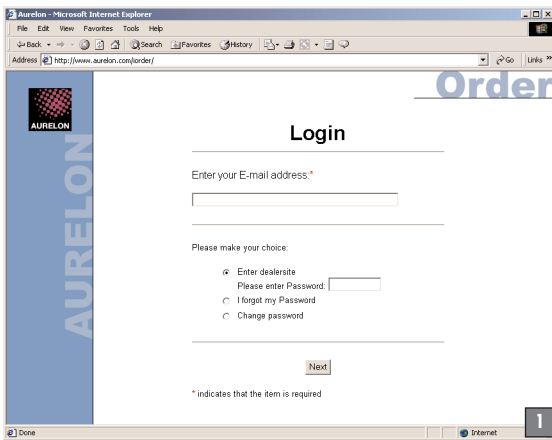 Aurelon - Microsoft Internet Explorer
File Edit View Favorites Tools Help
Back Search Favorites History
Address http://www.aurelon.com/iorder/ Go Links »
Order
AURELON
AURELON
Login
Enter your E-mail address:*
Please make your choice:
Enter dealersite
Please enter Password:
I forgot my Password
Change password
Next
* indicates that the item is required
Done Internet
1